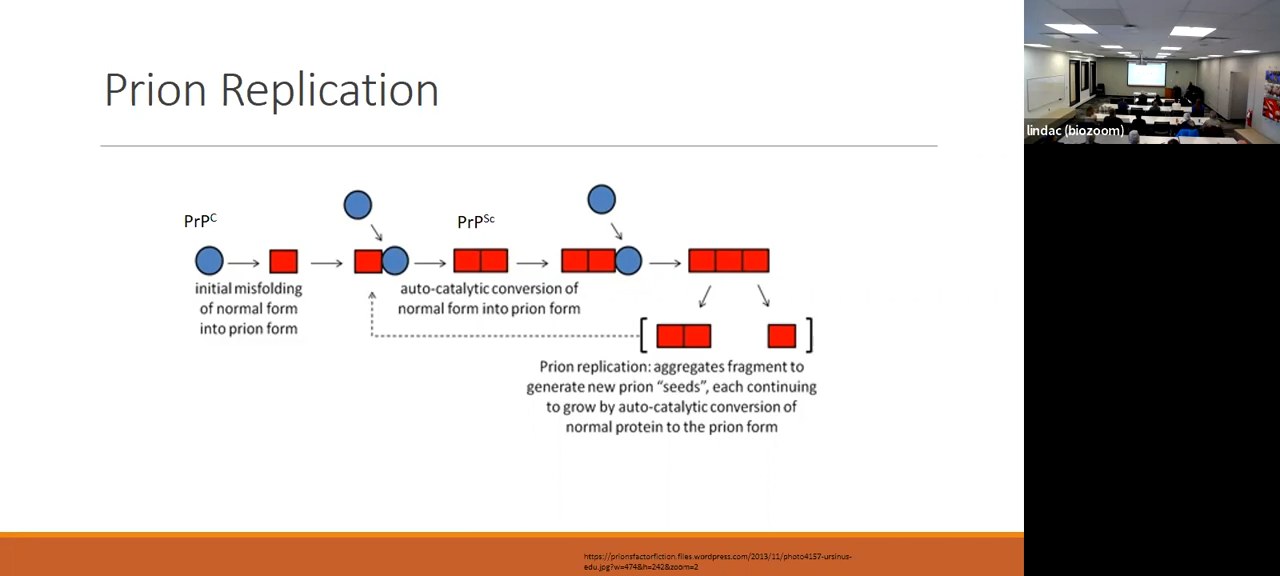 Prion Replication
lindac (biozoom)
PrPC
PrPSc
initial misfolding
of normal form
into prion form
auto-catalytic conversion of
normal form into prion form
[ ]
Prion replication: aggregates fragment to
generate new prion “seeds”, each continuing
to grow by auto-catalytic conversion of
normal protein to the prion form
https://prionsfactorfiction.files.wordpress.com/2013/11/photo4157-ursinus-
edu.jpg?w=474&h=242&zoom=2